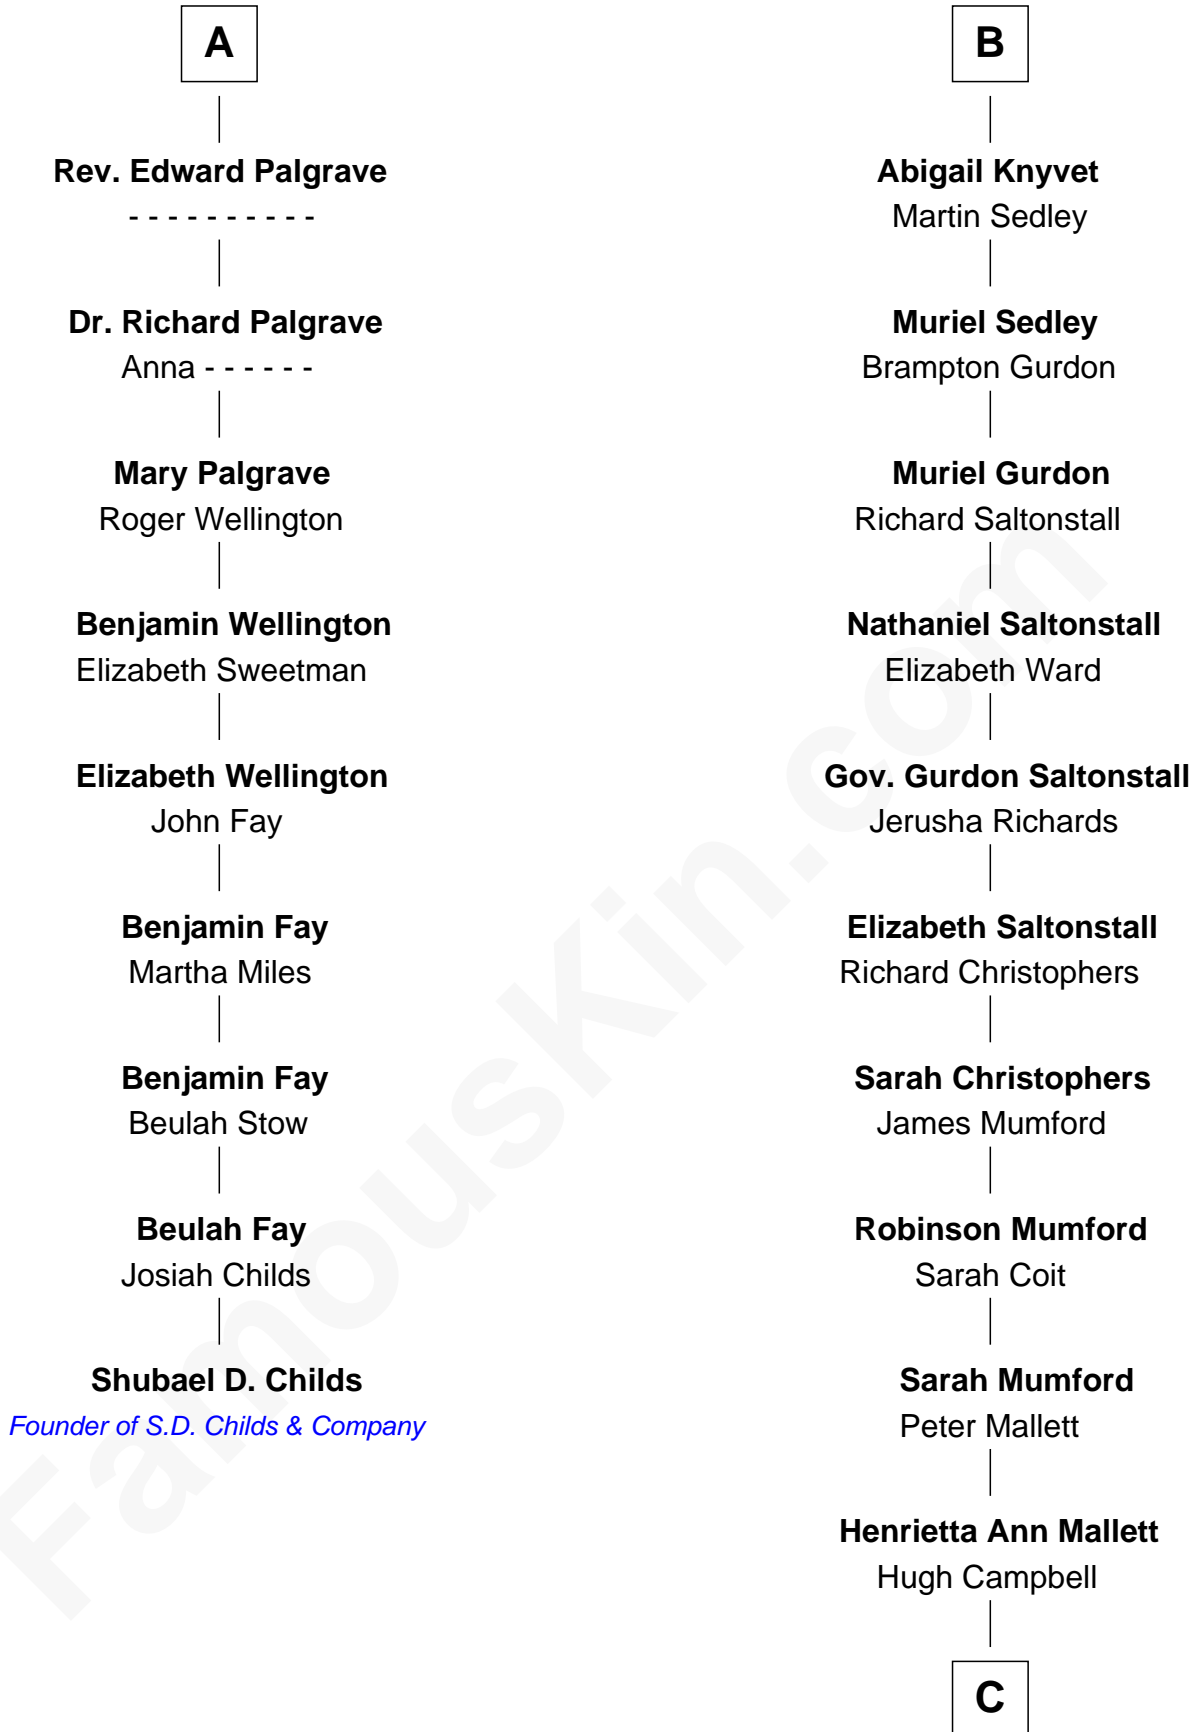 A
Rev. Edward Palgrave
- - - - - - - - - -
Dr. Richard Palgrave
Anna - - - - - -
Mary Palgrave
Roger Wellington
Benjamin Wellington
Elizabeth Sweetman
Elizabeth Wellington
John Fay
Benjamin Fay
Martha Miles
Benjamin Fay
Beulah Stow
Beulah Fay
Josiah Childs
Shubael D. Childs
Founder of S.D. Childs & Company
B
Abigail Knyvet
Martin Sedley
Muriel Sedley
Brampton Gurdon
Muriel Gurdon
Richard Saltonstall
Nathaniel Saltonstall
Elizabeth Ward
Gov. Gurdon Saltonstall
Jerusha Richards
Elizabeth Saltonstall
Richard Christophers
Sarah Christophers
James Mumford
Robinson Mumford
Sarah Coit
Sarah Mumford
Peter Mallett
Henrietta Ann Mallett
Hugh Campbell
C
FamousKin.com